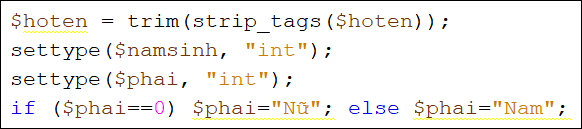 $hoten = trim(strip_tags($hoten));
settype($namsinh, "int");
settype($phai, "int");
if ($phai==0) $phai="Nữ"; else $phai="Nam";